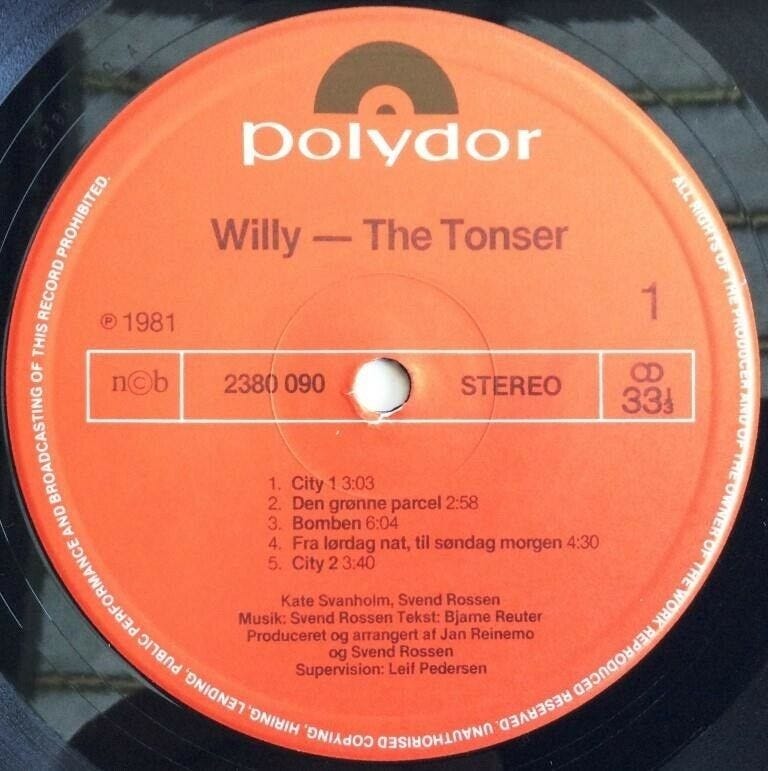 polydor
Willy — The Tonser
1
℗ 1981
n©b
2380 090
STEREO
33⅓
1. City 1 3:03
2. Den grønne parcel 2:58
3. Bomben 6:04
4. Fra lørdag nat, til søndag morgen 4:30
5. City 2 3:40
Kate Svanholm, Svend Rossen
Musik: Svend Rossen Tekst: Bjarne Reuter
Produceret og arrangert af Jan Reinemo
og Svend Rossen
Supervision: Leif Pedersen
ALL RIGHTS OF THE PRODUCER AND OF THE OWNER OF THE WORK REPRODUCED RESERVED. UNAUTHORISED COPYING, HIRING, LENDING, PUBLIC PERFORMANCE AND BROADCASTING OF THIS RECORD PROHIBITED.